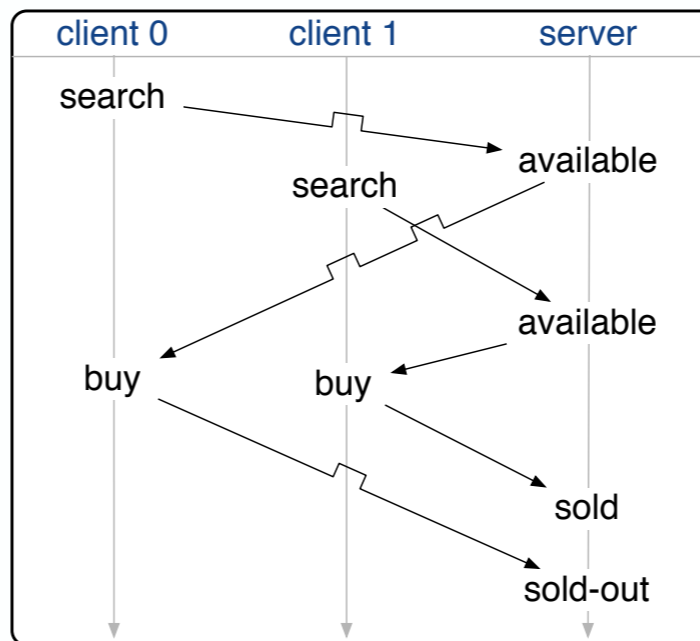 client 0 client 1 server
search
available
search
available
buy buy
sold
sold-out